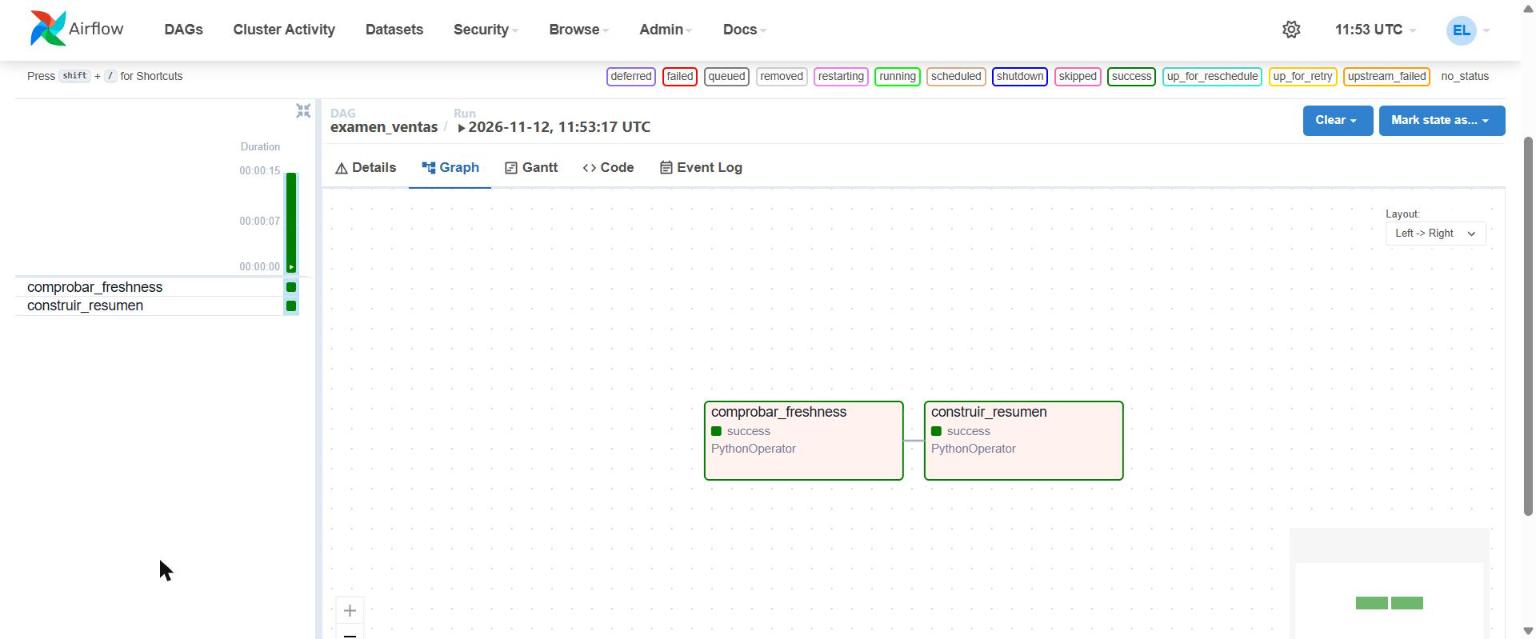 Airflow DAGs Cluster Activity Datasets Security Browse Admin Docs 11:53 UTC EL
Press shift + / for Shortcuts
deferred failed queued removed restarting running scheduled shutdown skipped success up_for_reschedule up_for_retry upstream_failed no_status
Duration
00:00:15
00:00:07
00:00:00
comprobar_freshness
construir_resumen
DAG Run
examen_ventas / 2026-11-12, 11:53:17 UTC
Clear Mark state as...
Details Graph Gantt <> Code Event Log
Layout:
Left -> Right
comprobar_freshness
success
PythonOperator
construir_resumen
success
PythonOperator